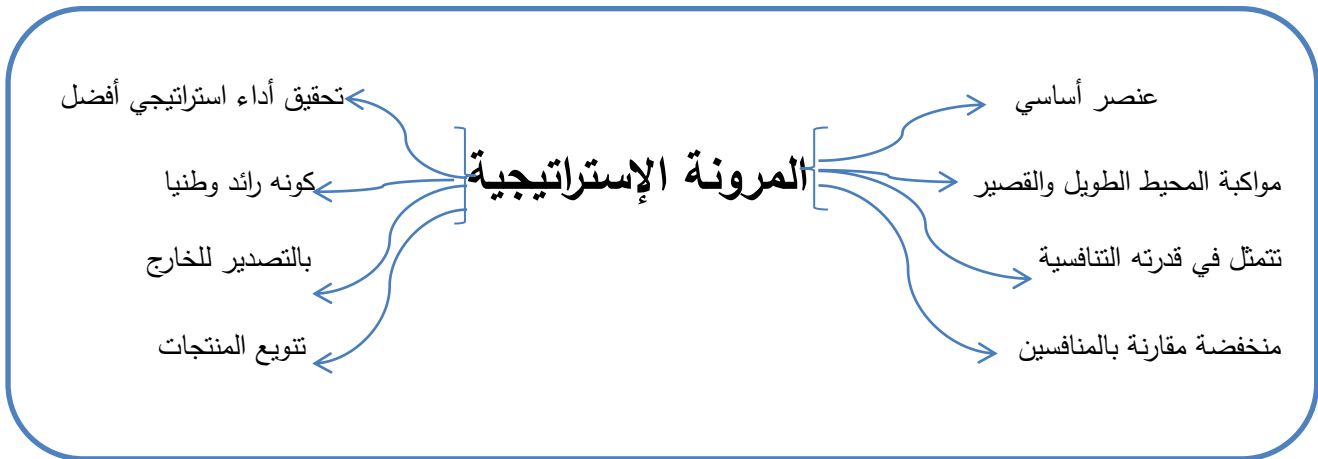 عنصر أساسي
تحقيق أداء استراتيجي أفضل
المرونة الإستراتيجية
مواكبة المحيط الطويل والقصير
كونه رائد وطنيا
تتمثل في قدرته التنافسية
بالتصدير للخارج
منخفضة مقارنة بالمنافسين
تنويع المنتجات